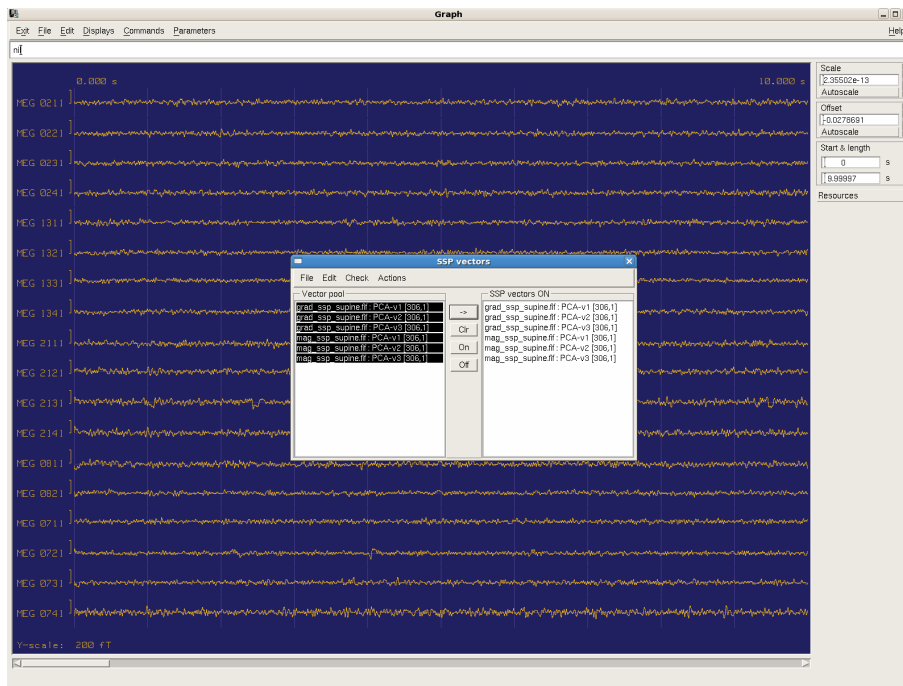 Graph
Exit File Edit Displays Commands Parameters Help
nil
Scale
2.35502e-13
Autoscale
Offset
-0.0278691
Autoscale
Start & length
0 s
9.99997 s
Resources
0.000 s 10.000 s
MEG 0211
MEG 0221
MEG 0231
MEG 0241
MEG 1311
MEG 1321
MEG 1331
MEG 1341
MEG 2111
MEG 2121
MEG 2131
MEG 2141
MEG 0811
MEG 0821
MEG 0711
MEG 0721
MEG 0731
MEG 0741
Y-scale: 200 fT
SSP vectors
File Edit Check Actions
Vector pool
grad_ssp_supine.fif : PCA-v1 [306,1]
grad_ssp_supine.fif : PCA-v2 [306,1]
grad_ssp_supine.fif : PCA-v3 [306,1]
mag_ssp_supine.fif : PCA-v1 [306,1]
mag_ssp_supine.fif : PCA-v2 [306,1]
mag_ssp_supine.fif : PCA-v3 [306,1]
->
Clr
On
Off
SSP vectors ON
grad_ssp_supine.fif : PCA-v1 [306,1]
grad_ssp_supine.fif : PCA-v2 [306,1]
grad_ssp_supine.fif : PCA-v3 [306,1]
mag_ssp_supine.fif : PCA-v1 [306,1]
mag_ssp_supine.fif : PCA-v2 [306,1]
mag_ssp_supine.fif : PCA-v3 [306,1]